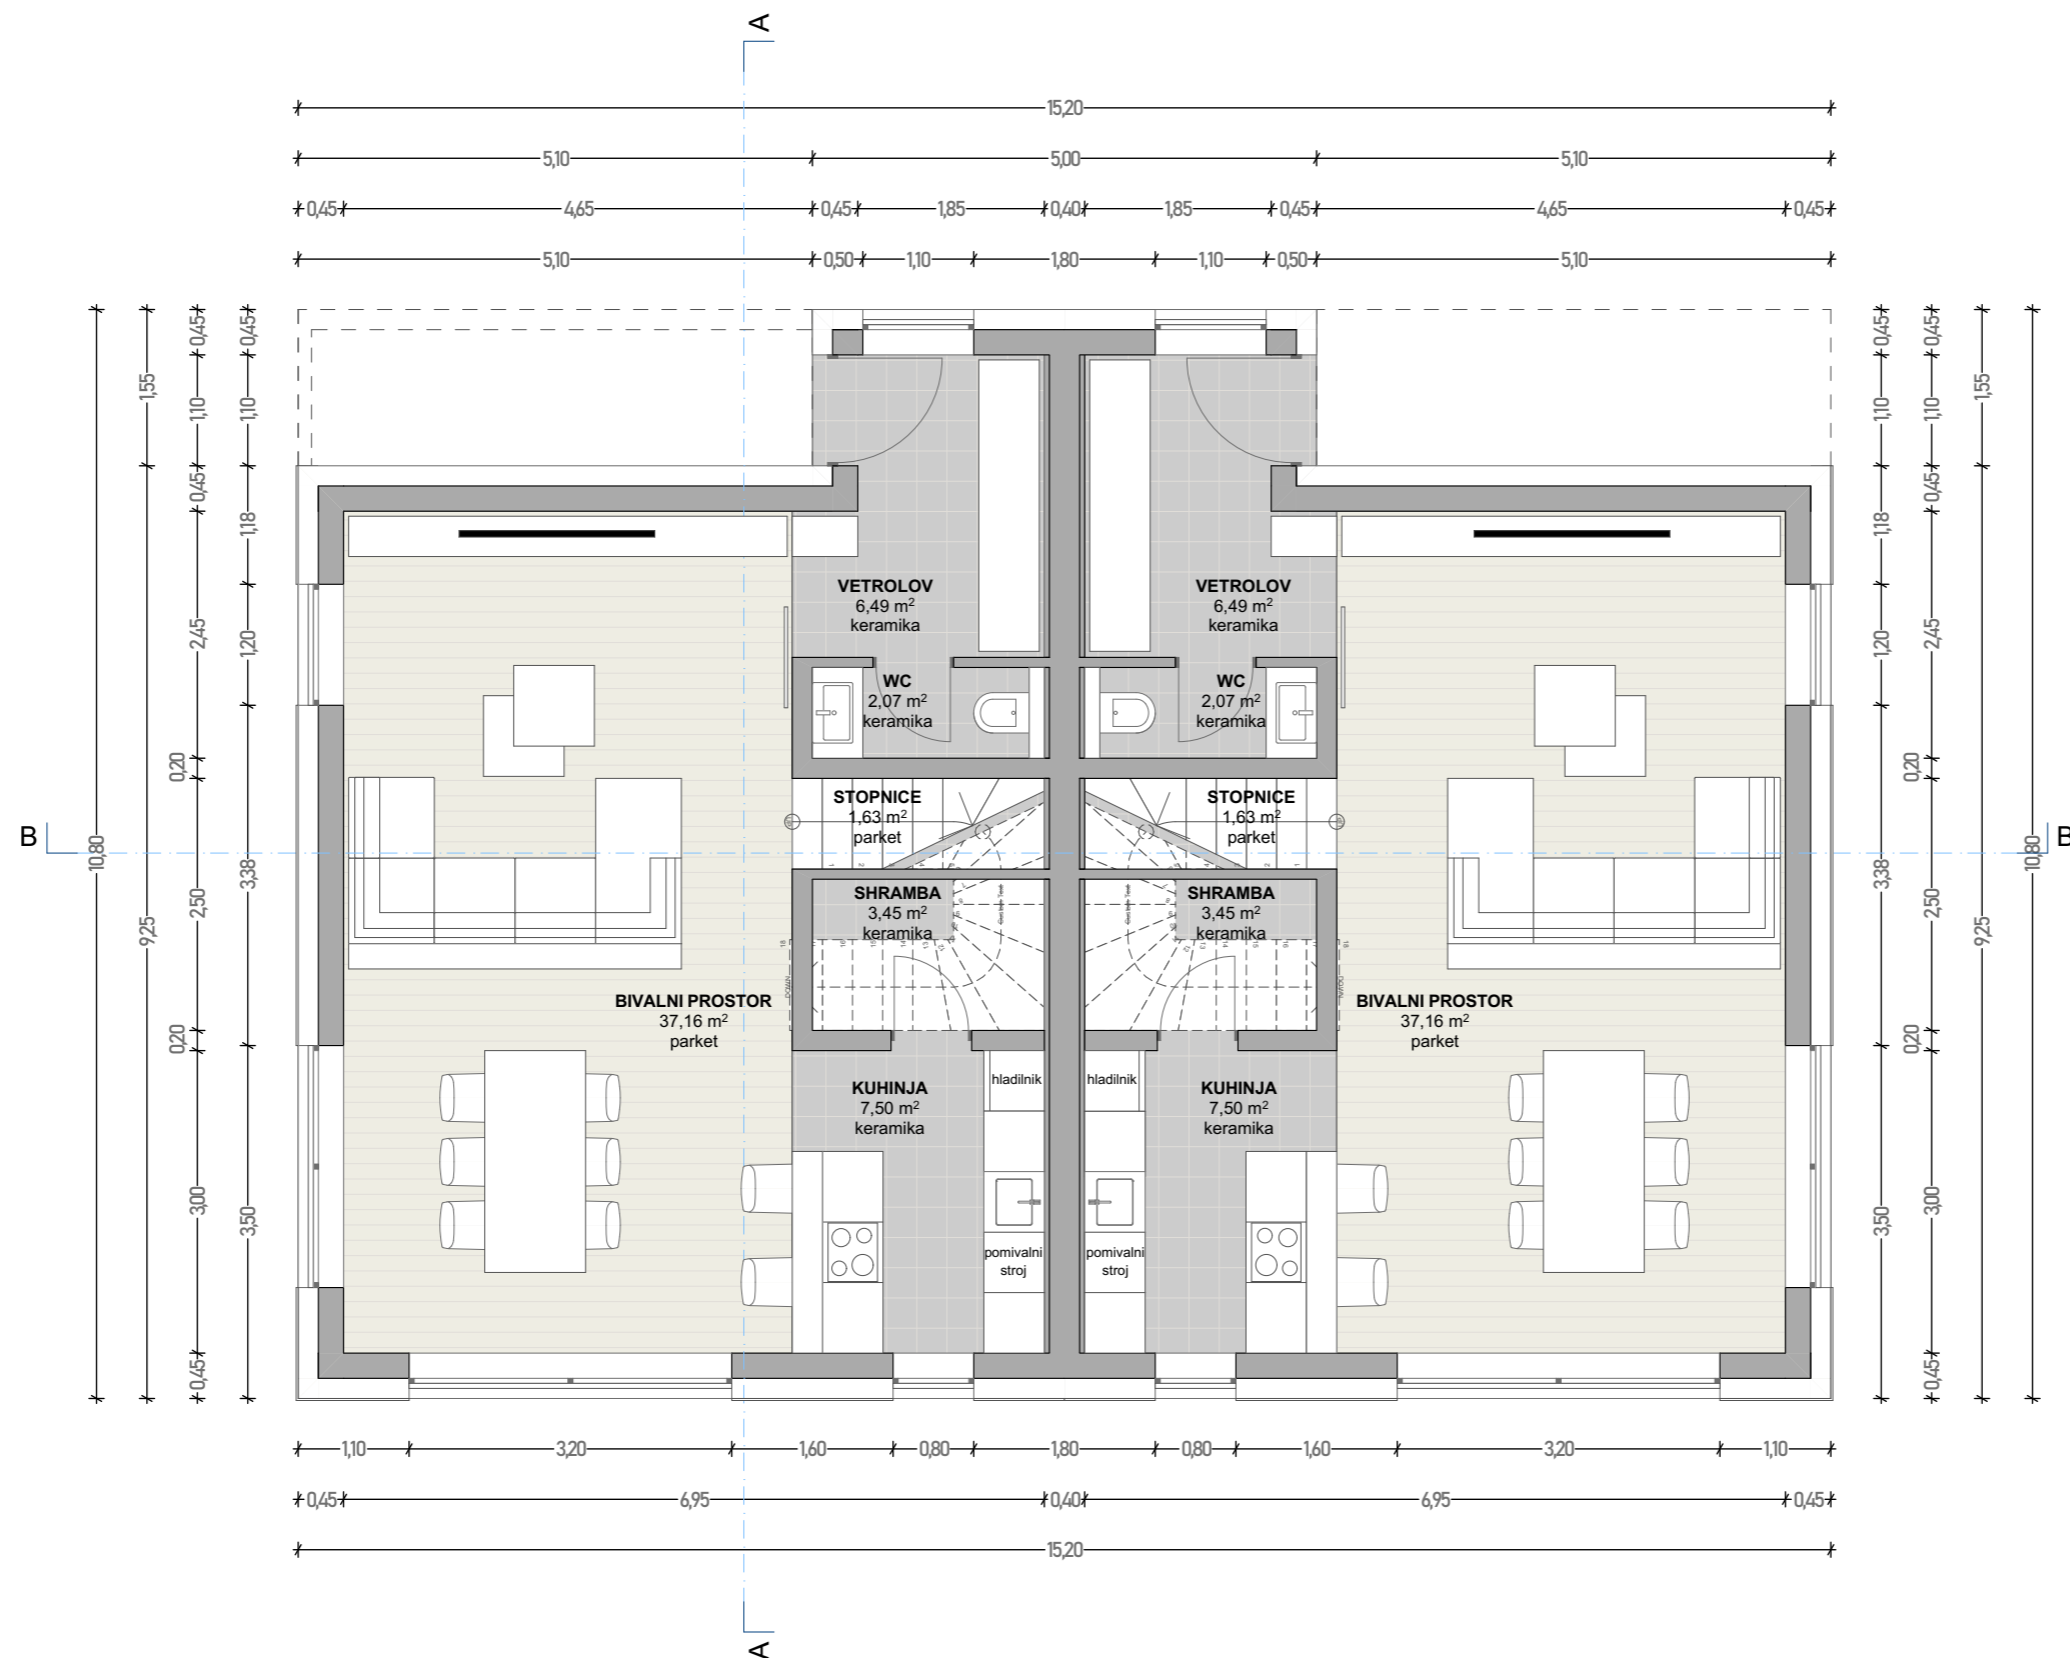 A
15,20
5,10 5,00 5,10
0,45 4,65 0,45 1,85 0,40 1,85 0,45 4,65 0,45
5,10 0,50 1,10 1,80 1,10 0,50 5,10
10,80
1,55 9,25
0,45 1,10 0,45 2,45 0,20 2,50 0,20 3,00 0,45
0,45 1,10 1,18 1,20 3,38 3,50
0,45 1,10 1,18 1,20 3,38 3,50
0,45 1,10 0,45 2,45 0,20 2,50 0,20 3,00 0,45
1,55 9,25
10,80
VETROLOV
6,49 m²
keramika
VETROLOV
6,49 m²
keramika
WC
2,07 m²
keramika
WC
2,07 m²
keramika
STOPNICE
1,63 m²
parket
STOPNICE
1,63 m²
parket
B
B
SHRAMBA
3,45 m²
keramika
SHRAMBA
3,45 m²
keramika
BIVALNI PROSTOR
37,16 m²
parket
BIVALNI PROSTOR
37,16 m²
parket
DOWN
DOWN
KUHINJA
7,50 m²
keramika
hladilnik
hladilnik
KUHINJA
7,50 m²
keramika
pomivalni
stroj
pomivalni
stroj
1,10 3,20 1,60 0,80 1,80 0,80 1,60 3,20 1,10
0,45 6,95 0,40 6,95 0,45
15,20
A